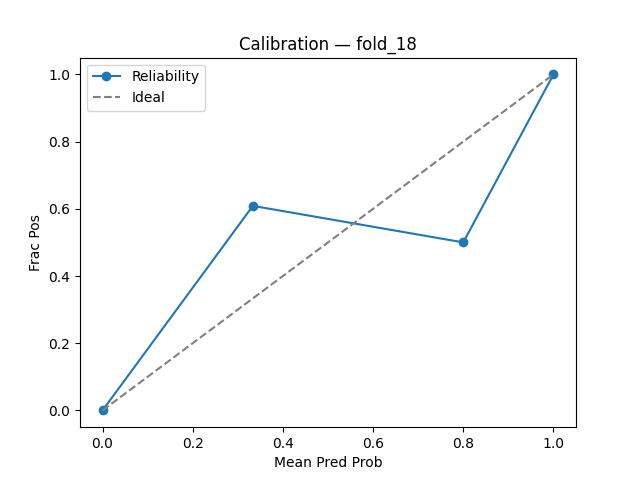 Calibration — fold_18
Reliability
Ideal
Frac Pos
1.0
0.8
0.6
0.4
0.2
0.0
0.0 0.2 0.4 0.6 0.8 1.0
Mean Pred Prob